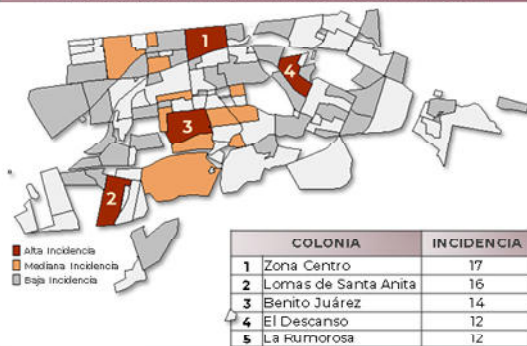 1
4
3
2
Alta Incidencia
Mediana Incidencia
Baja Incidencia
COLONIA INCIDENCIA
1 Zona Centro 17
2 Lomas de Santa Anita 16
3 Benito Juárez 14
4 El Descanso 12
5 La Rumorosa 12